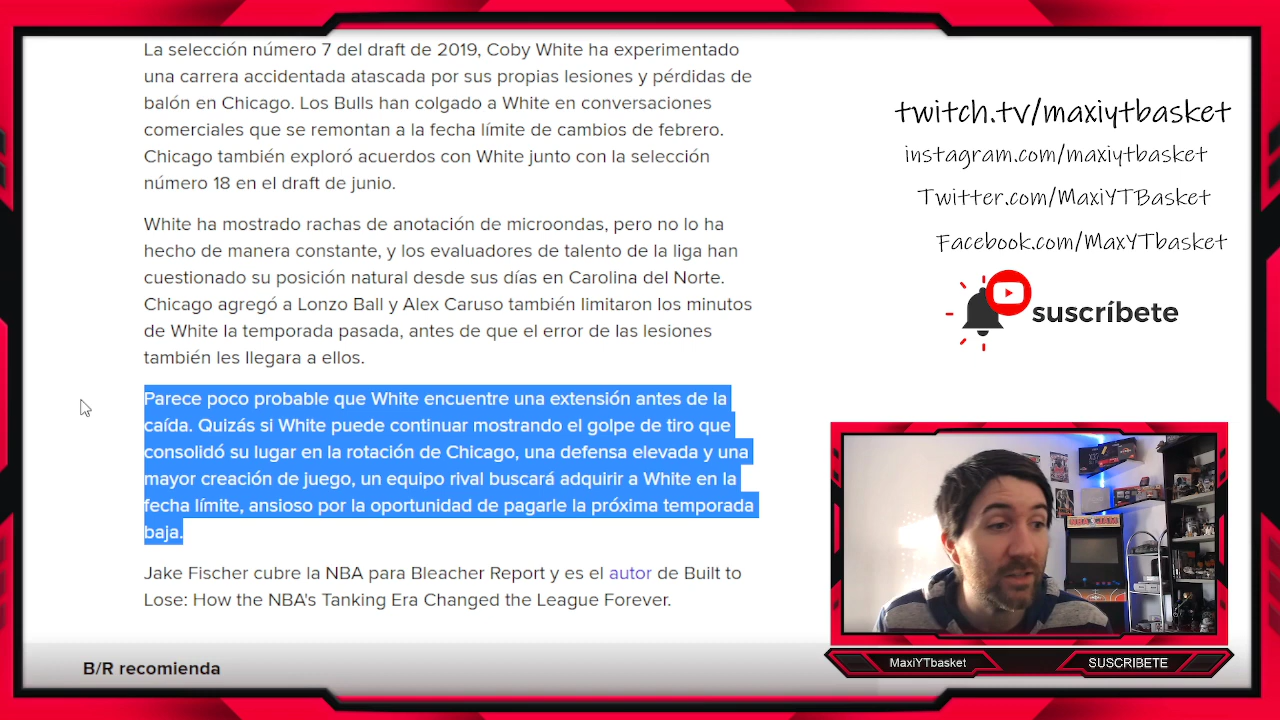 La selección número 7 del draft de 2019, Coby White ha experimentado
una carrera accidentada atascada por sus propias lesiones y pérdidas de
balón en Chicago. Los Bulls han colgado a White en conversaciones
comerciales que se remontan a la fecha límite de cambios de febrero.
Chicago también exploró acuerdos con White junto con la selección
número 18 en el draft de junio.
White ha mostrado rachas de anotación de microondas, pero no lo ha
hecho de manera constante, y los evaluadores de talento de la liga han
cuestionado su posición natural desde sus días en Carolina del Norte.
Chicago agregó a Lonzo Ball y Alex Caruso también limitaron los minutos
de White la temporada pasada, antes de que el error de las lesiones
también les llegara a ellos.
Parece poco probable que White encuentre una extensión antes de la
caída. Quizás si White puede continuar mostrando el golpe de tiro que
consolidó su lugar en la rotación de Chicago, una defensa elevada y una
mayor creación de juego, un equipo rival buscará adquirir a White en la
fecha límite, ansioso por la oportunidad de pagarle la próxima temporada
baja.
Jake Fischer cubre la NBA para Bleacher Report y es el autor de Built to
Lose: How the NBA's Tanking Era Changed the League Forever.
B/R recomienda
twitch.tv/maxiytbasket
instagram.com/maxiytbasket
Twitter.com/MaxiYTBasket
Facebook.com/MaxYTbasket
suscríbete
NBA JAM
MaxiYTbasket
SUSCRIBETE